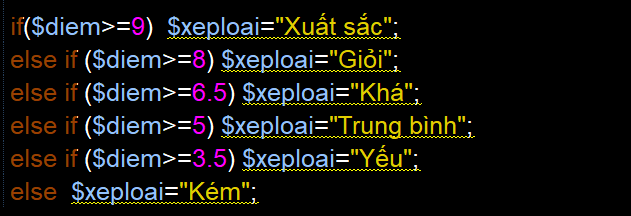 if($diem>=9)  $xeploai="Xuất sắc";
else if ($diem>=8) $xeploai="Giỏi";
else if ($diem>=6.5) $xeploai="Khá";
else if ($diem>=5) $xeploai="Trung bình";
else if ($diem>=3.5) $xeploai="Yếu";
else  $xeploai="Kém";